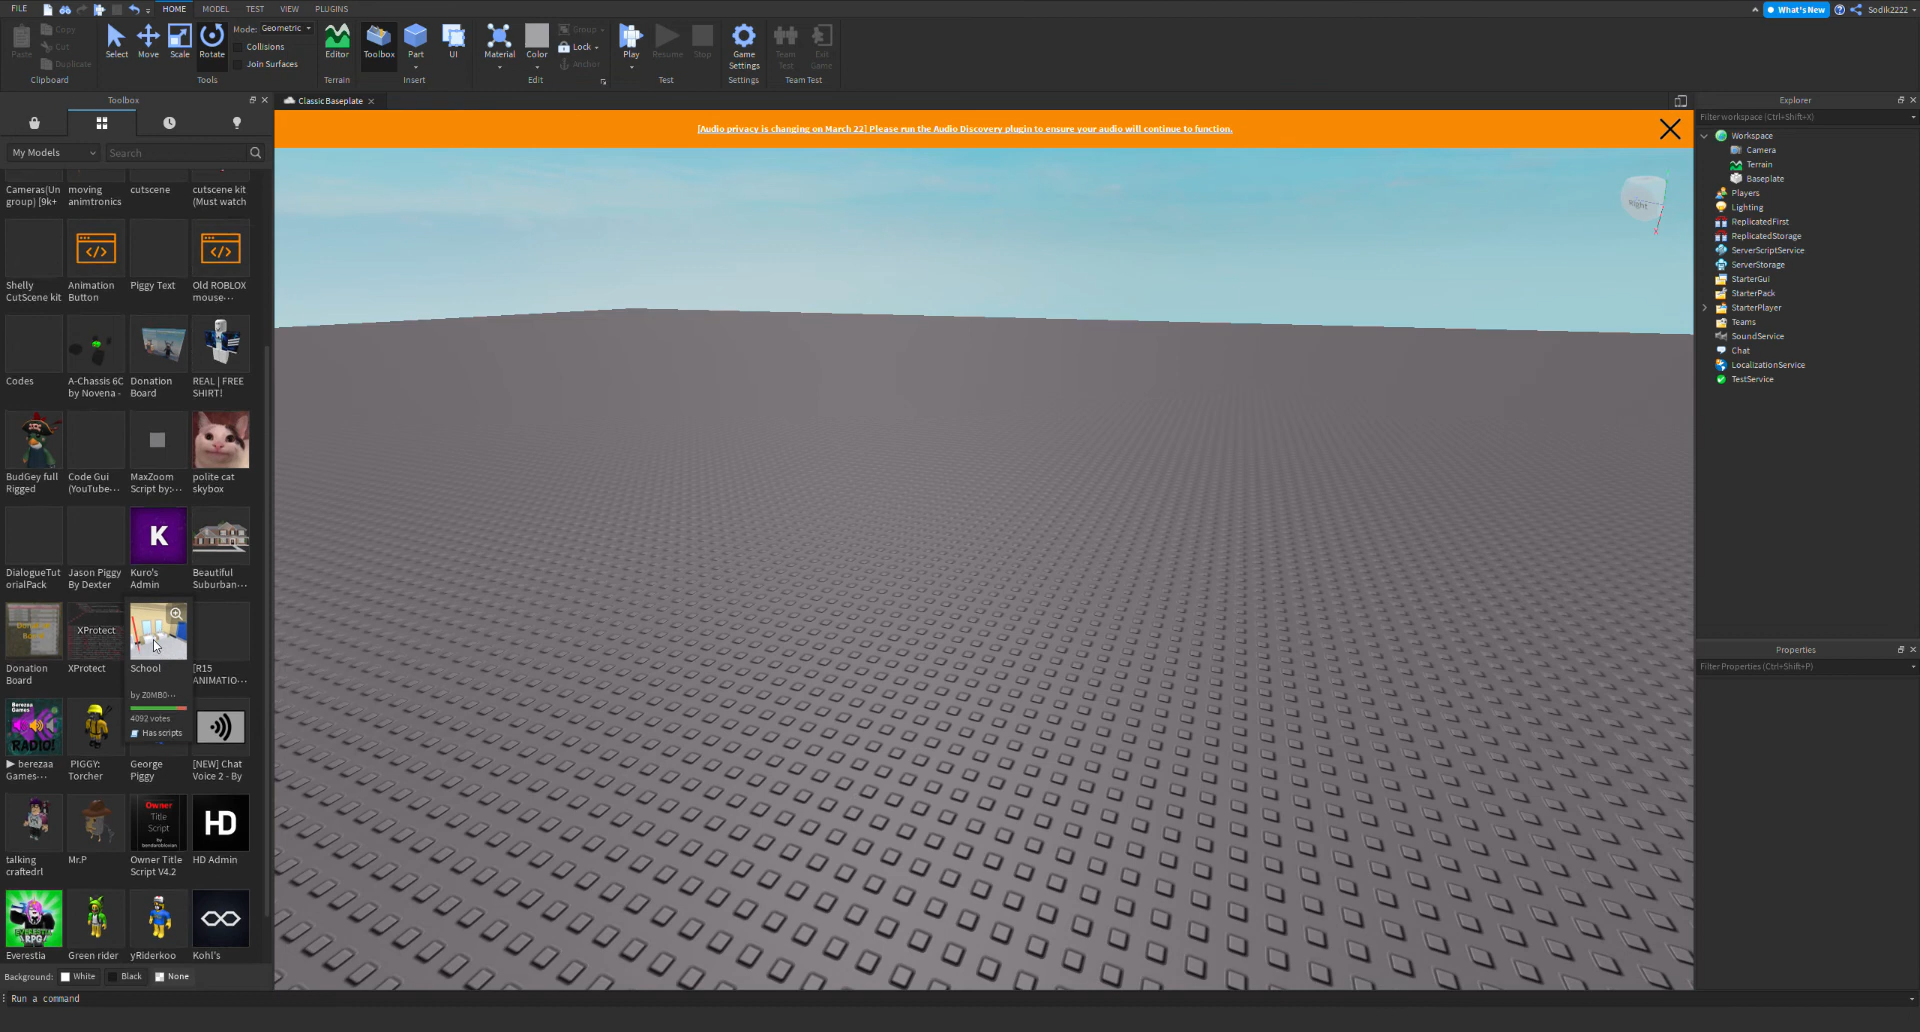 FILE HOME MODEL TEST VIEW PLUGINS
What's New Sodik2222
Paste Copy Cut Duplicate Clipboard
Select Move Scale Rotate Mode: Geometric Collisions Join Surfaces Tools
Editor Terrain
Toolbox Part UI Insert
Material Color Group Lock Anchor Edit
Play Resume Stop Test
Game Settings Settings
Team Test Exit Game Team Test
Toolbox
Classic Baseplate
Explorer
[Audio privacy is changing on March 22] Please run the Audio Discovery plugin to ensure your audio will continue to function.
My Models Search
Cameras(Un group) [9k+
moving animtronics
cutscene
cutscene kit (Must watch
Shelly CutScene kit
Animation Button
Piggy Text
Old ROBLOX mouse...
Codes
A-Chassis 6C by Novena -
Donation Board
REAL | FREE SHIRT!
BudGey full Rigged
Code Gui (YouTube...
MaxZoom Script by:...
polite cat skybox
K
DialogueTut orialPack
Jason Piggy By Dexter
Kuro's Admin
Beautiful Suburban...
XProtect
Donation Board
XProtect
School
by Z0MB0...
4092 votes
Has scripts
[R15 ANIMATIO...
Berezaa Games
RADIO!
▶ berezaa Games...
PIGGY: Torcher
George Piggy
[NEW] Chat Voice 2 - By
Owner Title Script by
HD
talking craftedrl
Mr.P
Owner Title Script V4.2
HD Admin
EVERESTIA RPG
Everestia
Green rider
yRiderkoo
Kohl's
Background: White Black None
Run a command
Right
Filter workspace (Ctrl+Shift+X)
Workspace
Camera
Terrain
Baseplate
Players
Lighting
ReplicatedFirst
ReplicatedStorage
ServerScriptService
ServerStorage
StarterGui
StarterPack
StarterPlayer
Teams
SoundService
Chat
LocalizationService
TestService
Properties
Filter Properties (Ctrl+Shift+P)